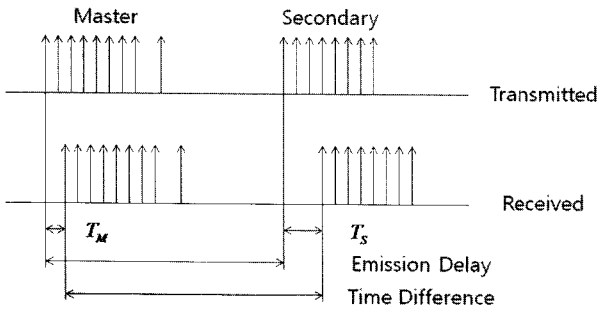 Master
Secondary
Transmitted
Received
T_M
T_S
Emission Delay
Time Difference